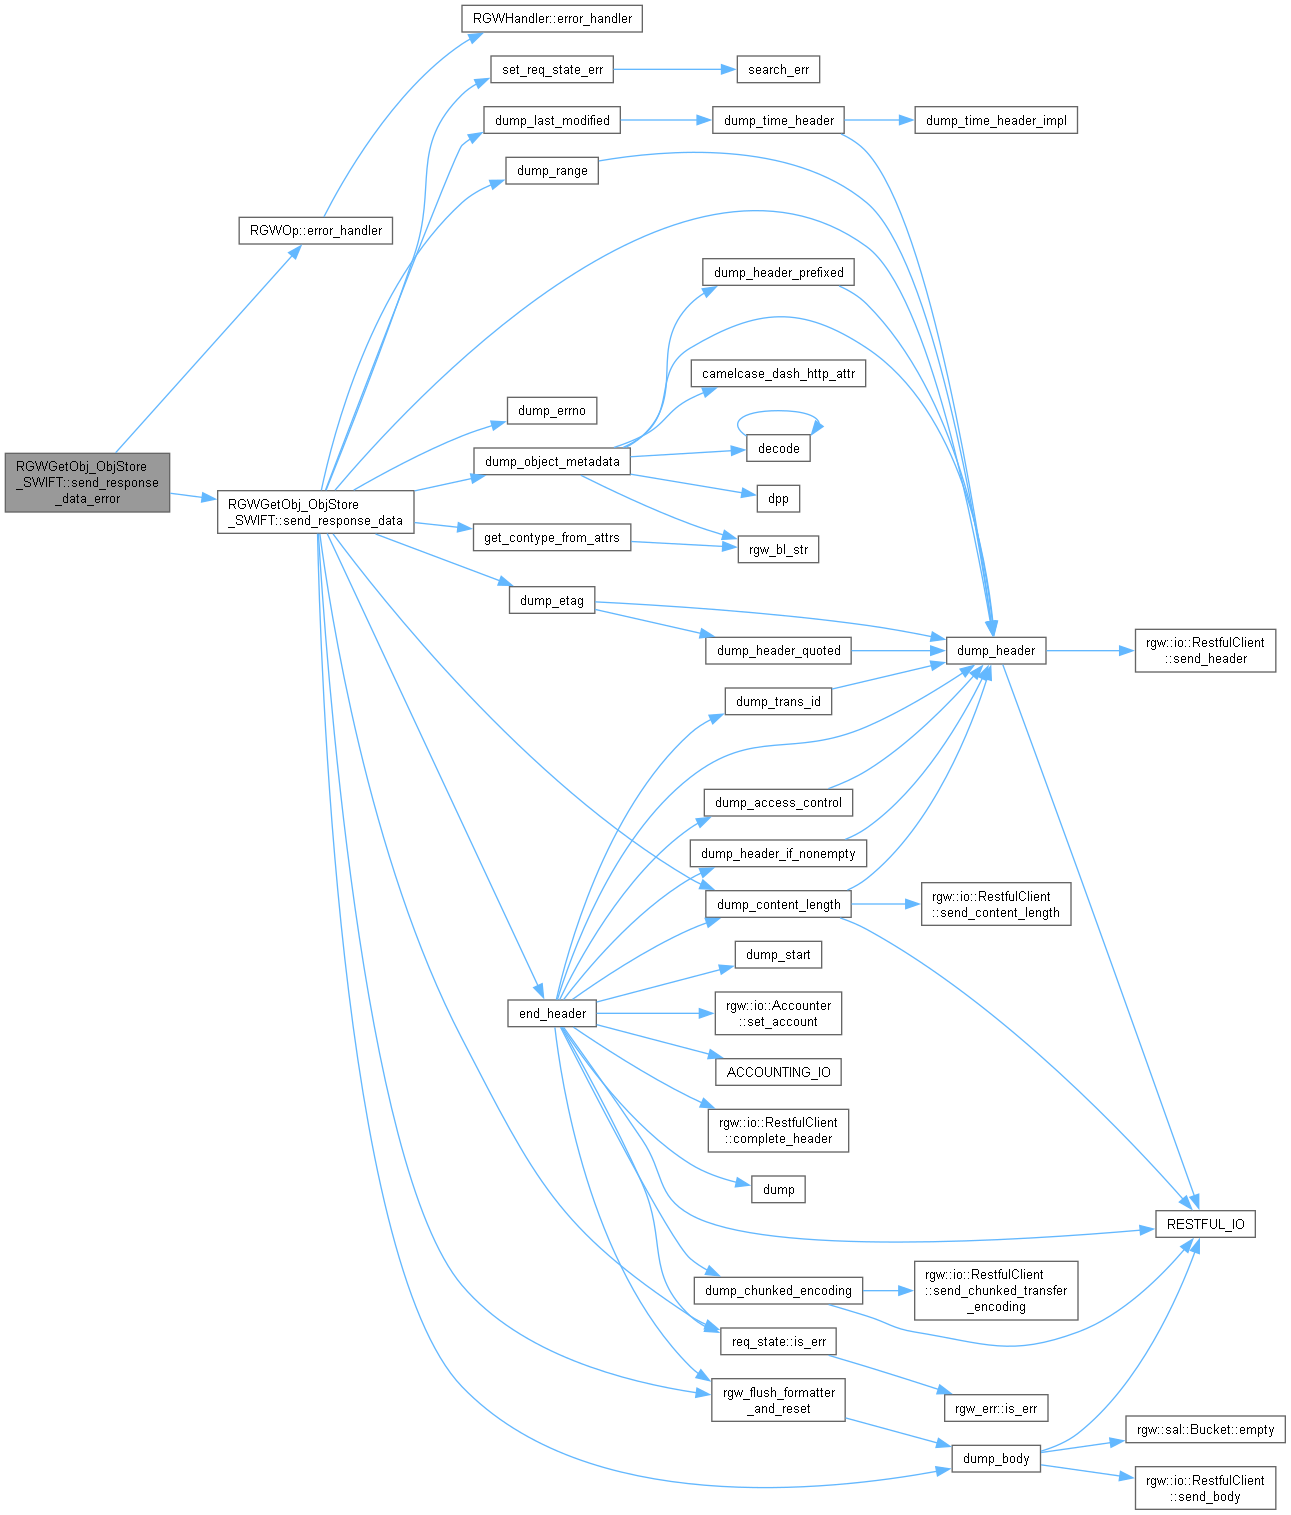 RGWHandler::error_handler
set_req_state_err
search_err
dump_last_modified
dump_time_header
dump_time_header_impl
dump_range
RGWOp::error_handler
dump_header_prefixed
camelcase_dash_http_attr
dump_errno
decode
dump_object_metadata
RGWGetObj_ObjStore
_SWIFT::send_response
_data_error
dpp
RGWGetObj_ObjStore
_SWIFT::send_response_data
get_contype_from_attrs
rgw_bl_str
dump_etag
dump_header_quoted
dump_header
rgw::io::RestfulClient
::send_header
dump_trans_id
dump_access_control
dump_header_if_nonempty
dump_content_length
rgw::io::RestfulClient
::send_content_length
dump_start
end_header
rgw::io::Accounter
::set_account
ACCOUNTING_IO
rgw::io::RestfulClient
::complete_header
dump
RESTFUL_IO
dump_chunked_encoding
rgw::io::RestfulClient
::send_chunked_transfer
_encoding
req_state::is_err
rgw_flush_formatter
_and_reset
rgw_err::is_err
rgw::sal::Bucket::empty
dump_body
rgw::io::RestfulClient
::send_body